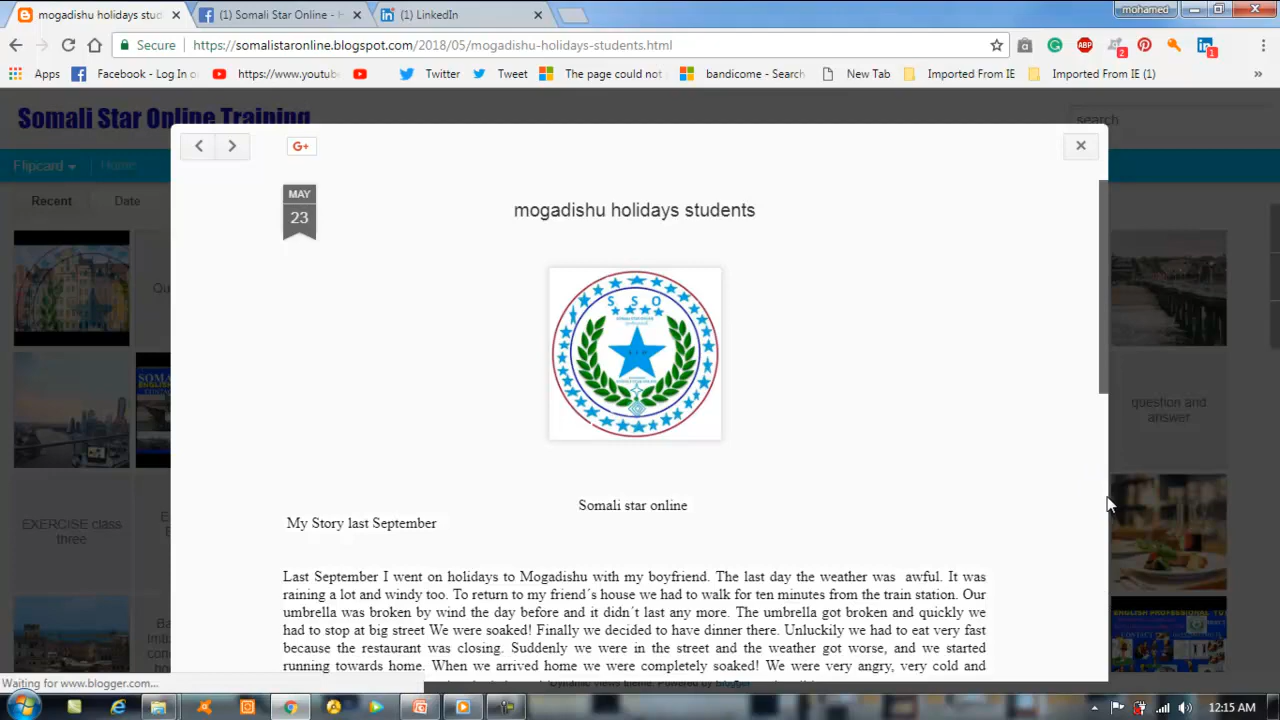 mogadishu holidays stud
(1) Somali Star Online - H
(1) LinkedIn
mohamed
Secure
https://somalistaronline.blogspot.com/2018/05/mogadishu-holidays-students.html
ABP
2
1
Apps
Facebook - Log In o
https://www.youtub
Twitter
Tweet
The page could not
bandicome - Search
New Tab
Imported From IE
Imported From IE (1)
»
Somali Star Online Training
search
Flipcard
Home
Recent
Date
G+
MAY
23
mogadishu holidays students
S S O
Somali star online
My Story last September
Last September I went on holidays to Mogadishu with my boyfriend. The last day the weather was awful. It was
raining a lot and windy too. To return to my friend´s house we had to walk for ten minutes from the train station. Our
umbrella was broken by wind the day before and it didn´t last any more. The umbrella got broken and quickly we
had to stop at big street We were soaked! Finally we decided to have dinner there. Unluckily we had to eat very fast
because the restaurant was closing. Suddenly we were in the street and the weather got worse, and we started
running towards home. When we arrived home we were completely soaked! We were very angry, very cold and
Qu
question and
answer
EXERCISE class
three
Waiting for www.blogger.com...
12:15 AM